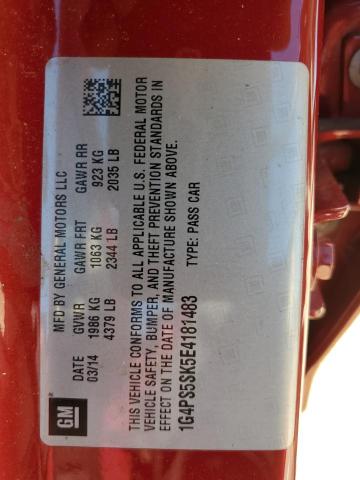 MFD BY GENERAL MOTORS LLC
DATE GVWR GAWR FRT GAWR RR
03/14 1986 KG 1063 KG 923 KG
4379 LB 2344 LB 2035 LB
THIS VEHICLE CONFORMS TO ALL APPLICABLE U.S. FEDERAL MOTOR
VEHICLE SAFETY, BUMPER, AND THEFT PREVENTION STANDARDS IN
EFFECT ON THE DATE OF MANUFACTURE SHOWN ABOVE.
1G4PS5SK5E4181483 TYPE: PASS CAR
GM